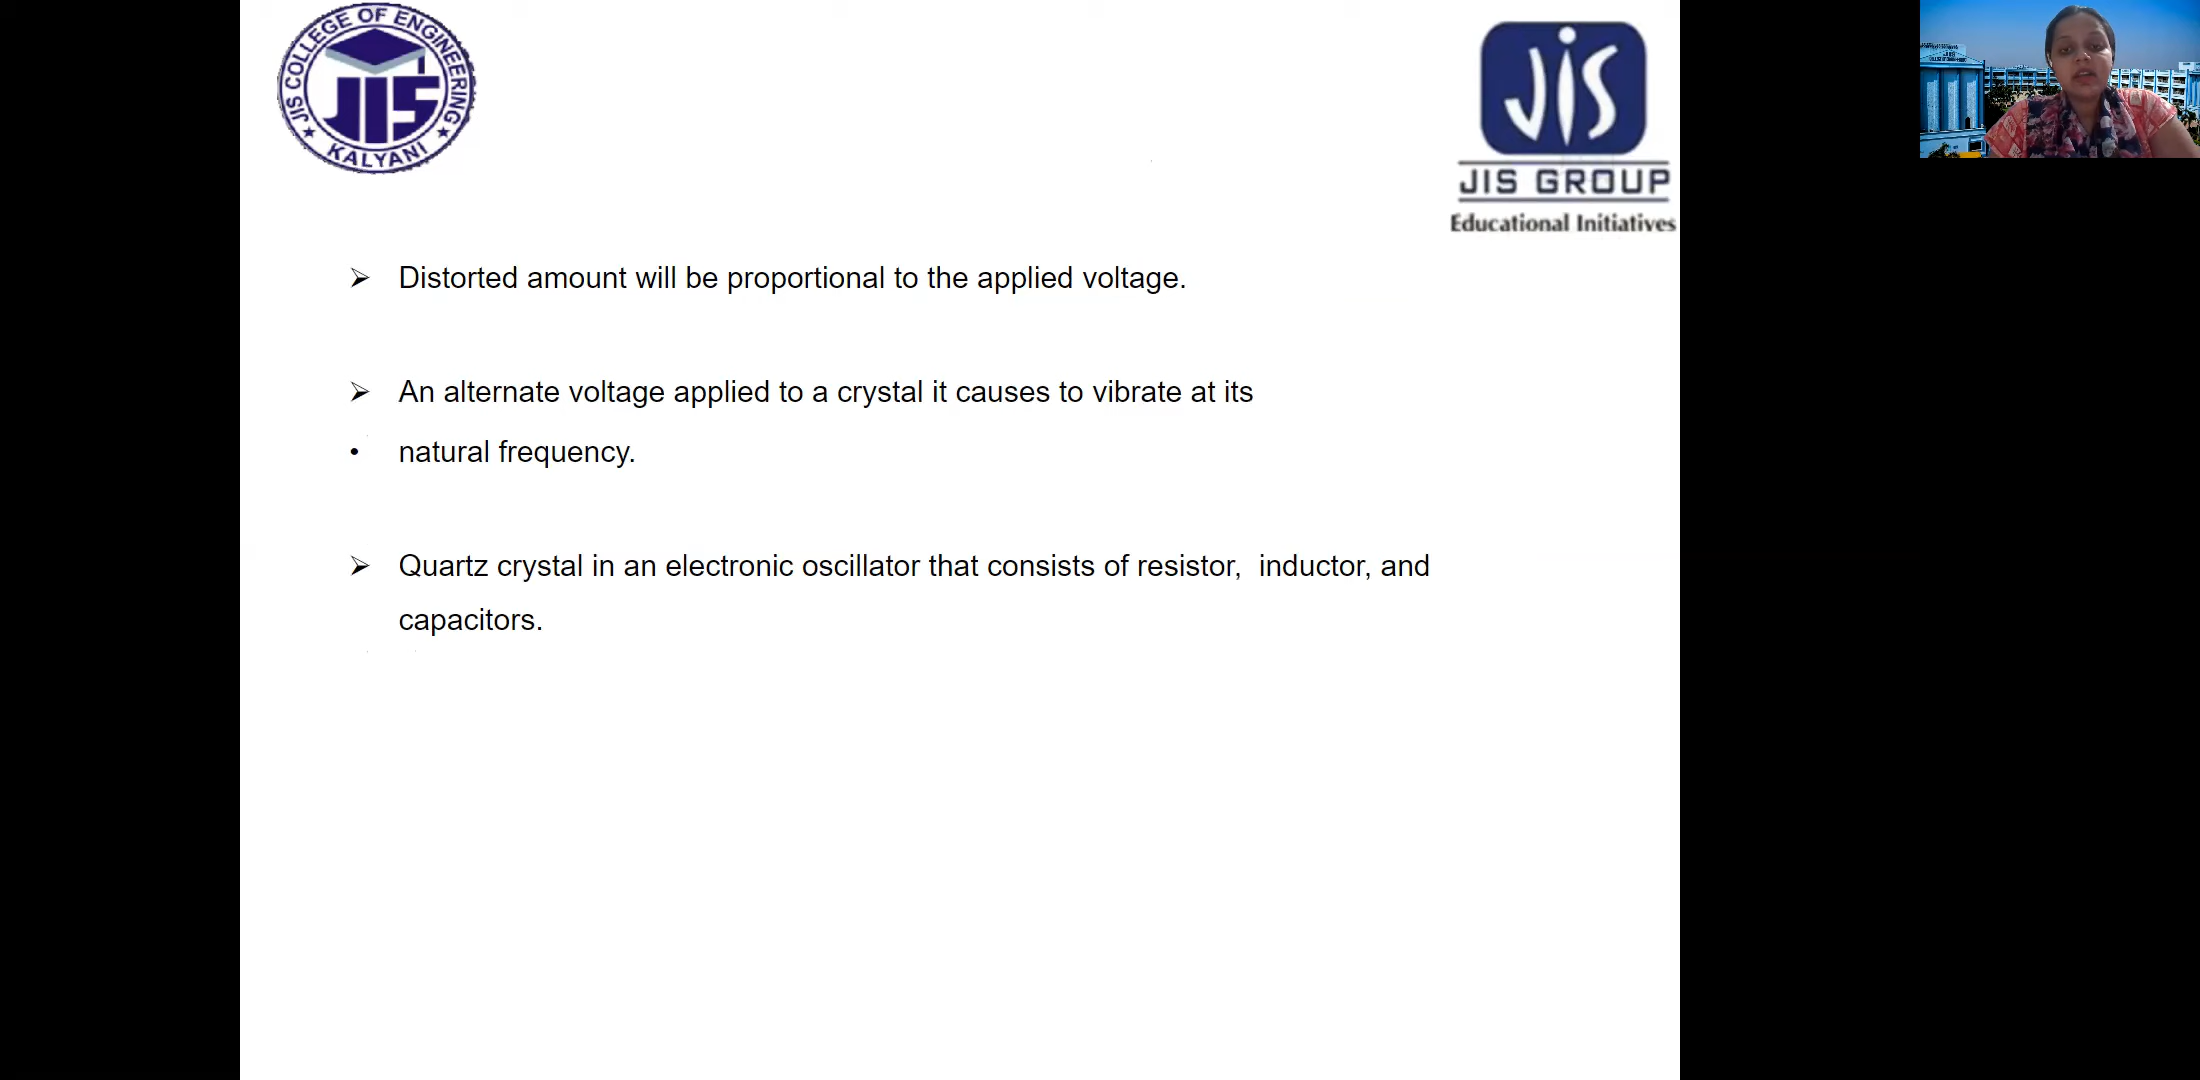 JIS COLLEGE OF ENGINEERING
JIS
KALYANI
JIS
JIS GROUP
Educational Initiatives
➢ Distorted amount will be proportional to the applied voltage.
➢ An alternate voltage applied to a crystal it causes to vibrate at its
• natural frequency.
➢ Quartz crystal in an electronic oscillator that consists of resistor, inductor, and
capacitors.